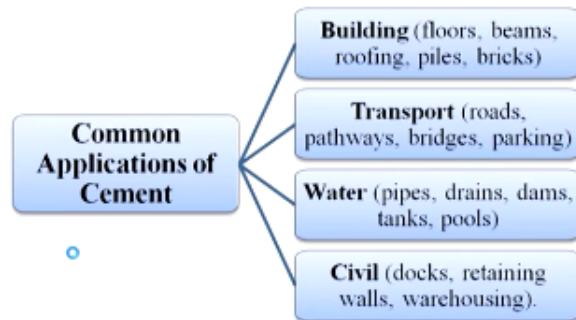 Common
Applications of
Cement
Building (floors, beams,
roofing, piles, bricks)
Transport (roads,
pathways, bridges, parking)
Water (pipes, drains, dams,
tanks, pools)
Civil (docks, retaining
walls, warehousing).